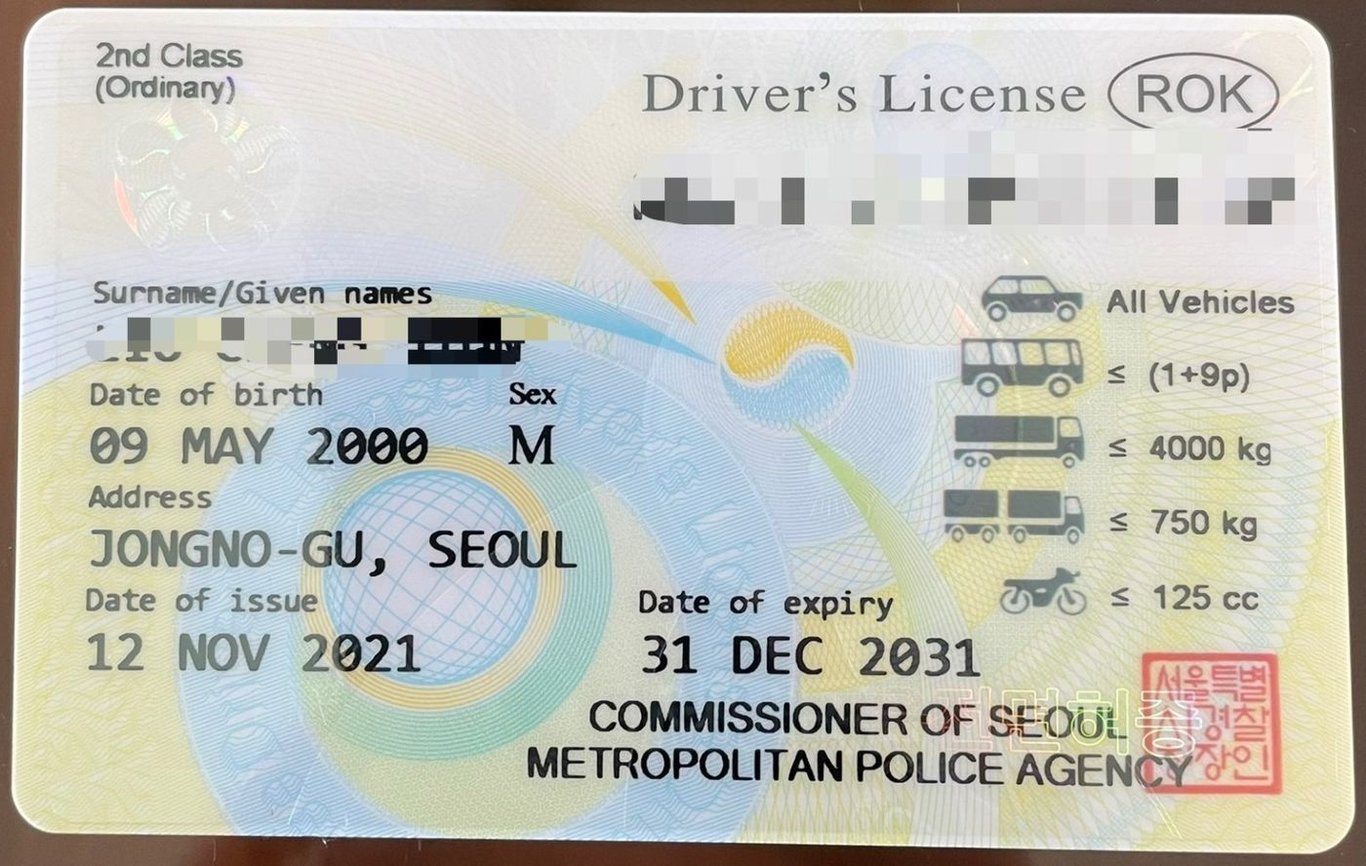 2nd Class
(Ordinary)
Driver's License ROK
Surname/Given names
Date of birth Sex
09 MAY 2000 M
Address
JONGNO-GU, SEOUL
Date of issue
12 NOV 2021
Date of expiry
31 DEC 2031
All Vehicles
≤ (1+9p)
≤ 4000 kg
≤ 750 kg
≤ 125 cc
COMMISSIONER OF SEOUL
METROPOLITAN POLICE AGENCY
서울특별
시경찰
청장인